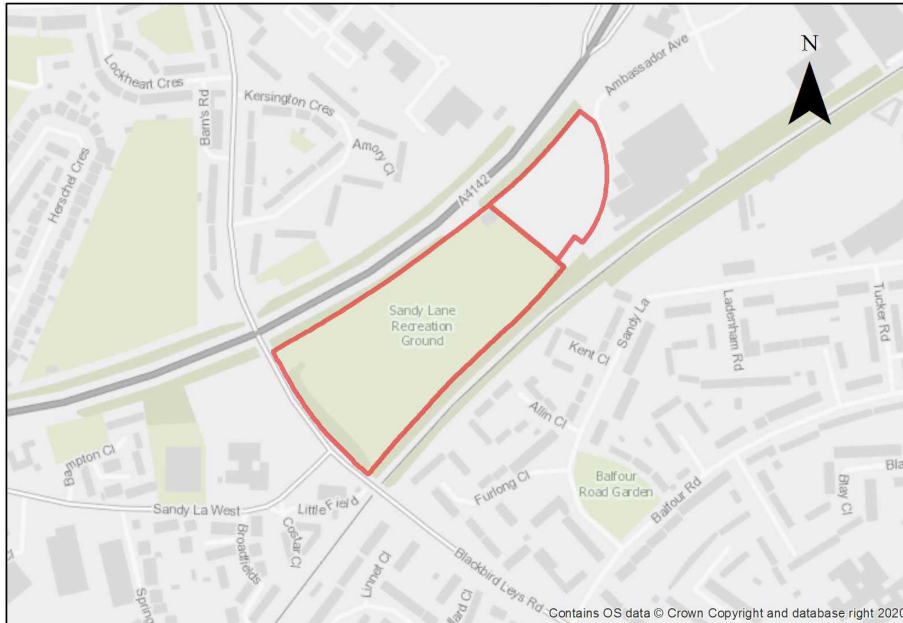 N
Ambassador Ave
Lockheart Cres
Barn's Rd
Kersington Cres
Amory Cl
Herschel Cres
A4142
Sandy Lane
Recreation
Ground
Sandy La
Ladenham Rd
Tucker Rd
Kent Cl
Allin Cl
Bampton Cl
Furlong Cl
Balfour
Road Garden
Balfour Rd
Blay Cl
Sandy La West
Little Field
Costar Cl
Broadfields
Linnet Cl
Blackbird Leys Rd
Contains OS data © Crown Copyright and database right 2020